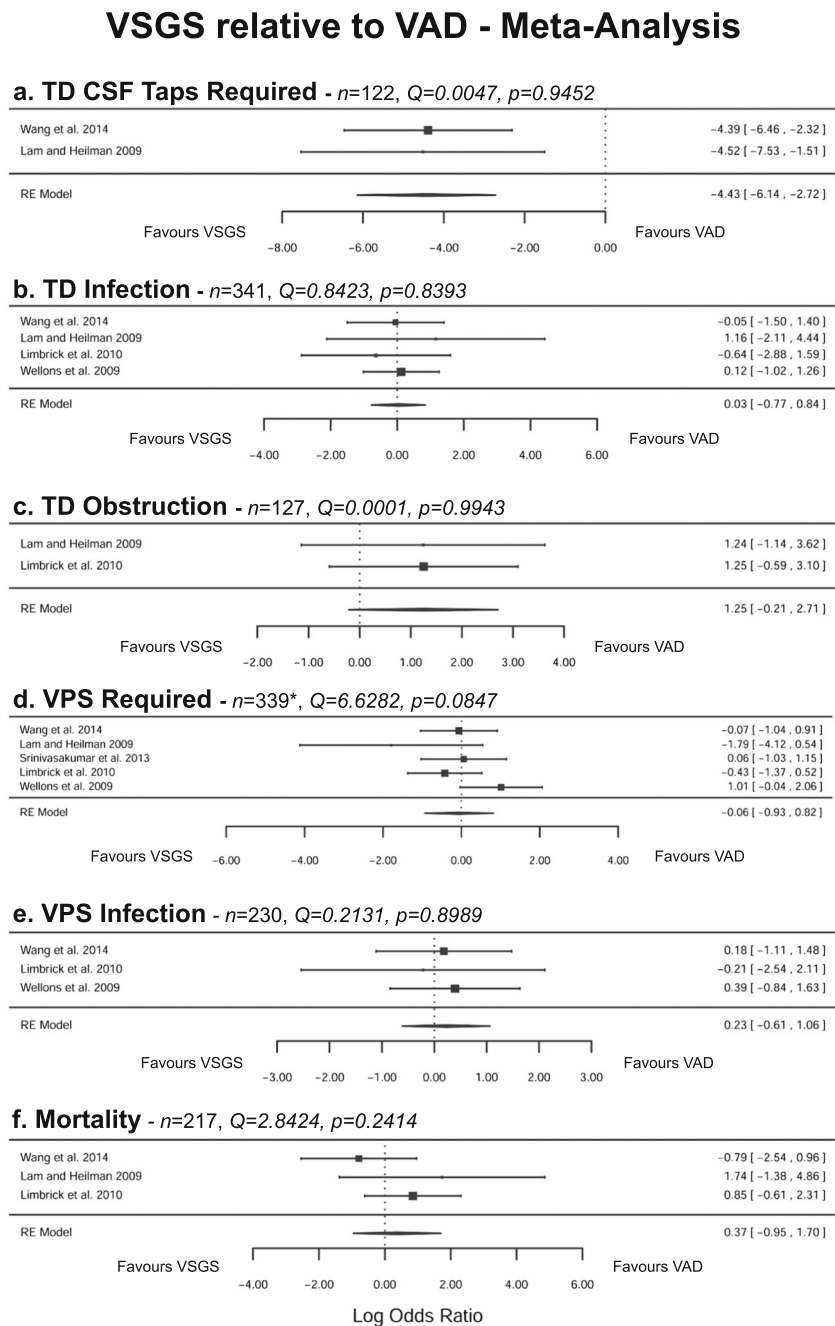 VSGS relative to VAD - Meta-Analysis
a. TD CSF Taps Required - n=122, Q=0.0047, p=0.9452
Wang et al. 2014 −4.39 [ −6.46 , −2.32 ]
Lam and Heilman 2009 −4.52 [ −7.53 , −1.51 ]
RE Model −4.43 [ −6.14 , −2.72 ]
Favours VSGS Favours VAD
−8.00 −6.00 −4.00 −2.00 0.00
b. TD Infection - n=341, Q=0.8423, p=0.8393
Wang et al. 2014 −0.05 [ −1.50 , 1.40 ]
Lam and Heilman 2009 1.16 [ −2.11 , 4.44 ]
Limbrick et al. 2010 −0.64 [ −2.88 , 1.59 ]
Wellons et al. 2009 0.12 [ −1.02 , 1.26 ]
RE Model 0.03 [ −0.77 , 0.84 ]
Favours VSGS Favours VAD
−4.00 −2.00 0.00 2.00 4.00 6.00
c. TD Obstruction - n=127, Q=0.0001, p=0.9943
Lam and Heilman 2009 1.24 [ −1.14 , 3.62 ]
Limbrick et al. 2010 1.25 [ −0.59 , 3.10 ]
RE Model 1.25 [ −0.21 , 2.71 ]
Favours VSGS Favours VAD
−2.00 −1.00 0.00 1.00 2.00 3.00 4.00
d. VPS Required - n=339*, Q=6.6282, p=0.0847
Wang et al. 2014 −0.07 [ −1.04 , 0.91 ]
Lam and Heilman 2009 −1.79 [ −4.12 , 0.54 ]
Srinivasakumar et al. 2013 0.06 [ −1.03 , 1.15 ]
Limbrick et al. 2010 −0.43 [ −1.37 , 0.52 ]
Wellons et al. 2009 1.01 [ −0.04 , 2.06 ]
RE Model −0.06 [ −0.93 , 0.82 ]
Favours VSGS Favours VAD
−6.00 −4.00 −2.00 0.00 2.00 4.00
e. VPS Infection - n=230, Q=0.2131, p=0.8989
Wang et al. 2014 0.18 [ −1.11 , 1.48 ]
Limbrick et al. 2010 −0.21 [ −2.54 , 2.11 ]
Wellons et al. 2009 0.39 [ −0.84 , 1.63 ]
RE Model 0.23 [ −0.61 , 1.06 ]
Favours VSGS Favours VAD
−3.00 −2.00 −1.00 0.00 1.00 2.00 3.00
f. Mortality - n=217, Q=2.8424, p=0.2414
Wang et al. 2014 −0.79 [ −2.54 , 0.96 ]
Lam and Heilman 2009 1.74 [ −1.38 , 4.86 ]
Limbrick et al. 2010 0.85 [ −0.61 , 2.31 ]
RE Model 0.37 [ −0.95 , 1.70 ]
Favours VSGS Favours VAD
−4.00 −2.00 0.00 2.00 4.00 6.00
Log Odds Ratio